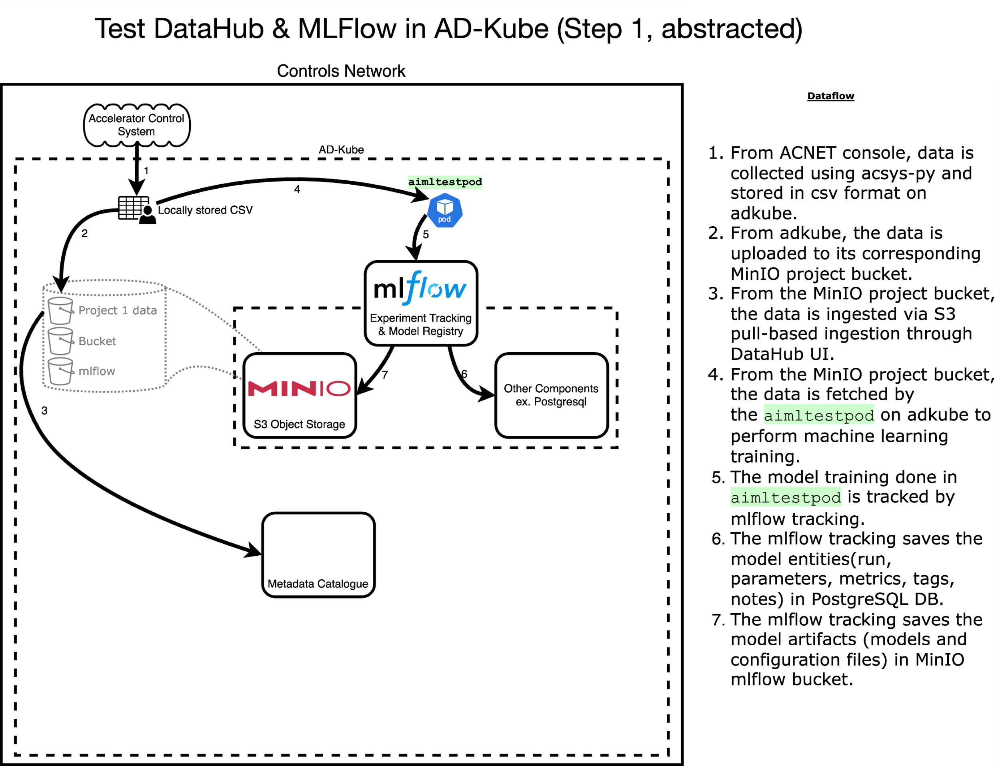 Test DataHub & MLFlow in AD-Kube (Step 1, abstracted)
Controls Network
Accelerator Control
System
AD-Kube
1
aimltestpod
4
Locally stored CSV
pod
2
5
mlflow
Experiment Tracking
& Model Registry
Project 1 data
Bucket
mlflow
7
6
MINIO
S3 Object Storage
Other Components
ex. Postgresql
3
Metadata Catalogue
Dataflow
1. From ACNET console, data is
collected using acsys-py and
stored in csv format on
adkube.
2. From adkube, the data is
uploaded to its corresponding
MinIO project bucket.
3. From the MinIO project bucket,
the data is ingested via S3
pull-based ingestion through
DataHub UI.
4. From the MinIO project bucket,
the data is fetched by
the aimltestpod on adkube to
perform machine learning
training.
5. The model training done in
aimltestpod is tracked by
mlflow tracking.
6. The mlflow tracking saves the
model entities(run,
parameters, metrics, tags,
notes) in PostgreSQL DB.
7. The mlflow tracking saves the
model artifacts (models and
configuration files) in MinIO
mlflow bucket.